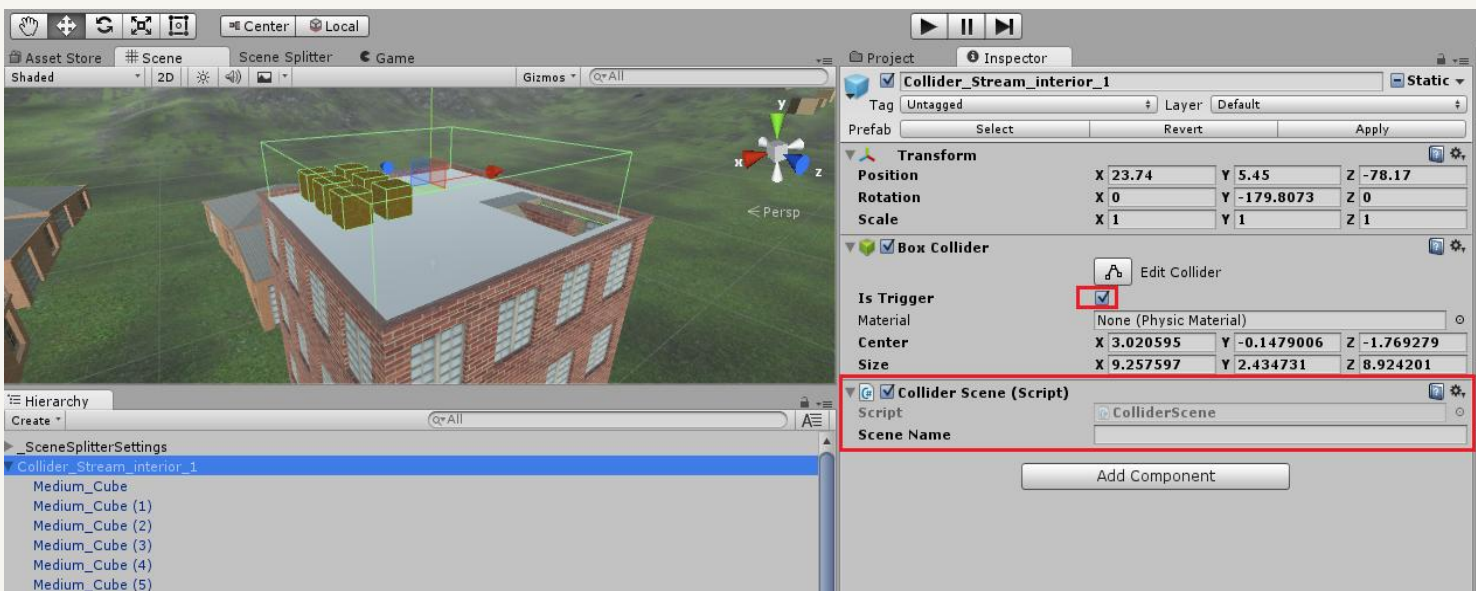 Center Local
Asset Store Scene Scene Splitter Game
Shaded 2D Gizmos All
y
x
z
Persp
Hierarchy
Create All
_SceneSplitterSettings
Collider_Stream_interior_1
Medium_Cube
Medium_Cube (1)
Medium_Cube (2)
Medium_Cube (3)
Medium_Cube (4)
Medium_Cube (5)
Project Inspector
Collider_Stream_interior_1 Static
Tag Untagged Layer Default
Prefab Select Revert Apply
Transform
Position X 23.74 Y 5.45 Z -78.17
Rotation X 0 Y -179.8073 Z 0
Scale X 1 Y 1 Z 1
Box Collider
Edit Collider
Is Trigger
Material None (Physic Material)
Center X 3.020595 Y -0.1479006 Z -1.769279
Size X 9.257597 Y 2.434731 Z 8.924201
Collider Scene (Script)
Script ColliderScene
Scene Name
Add Component